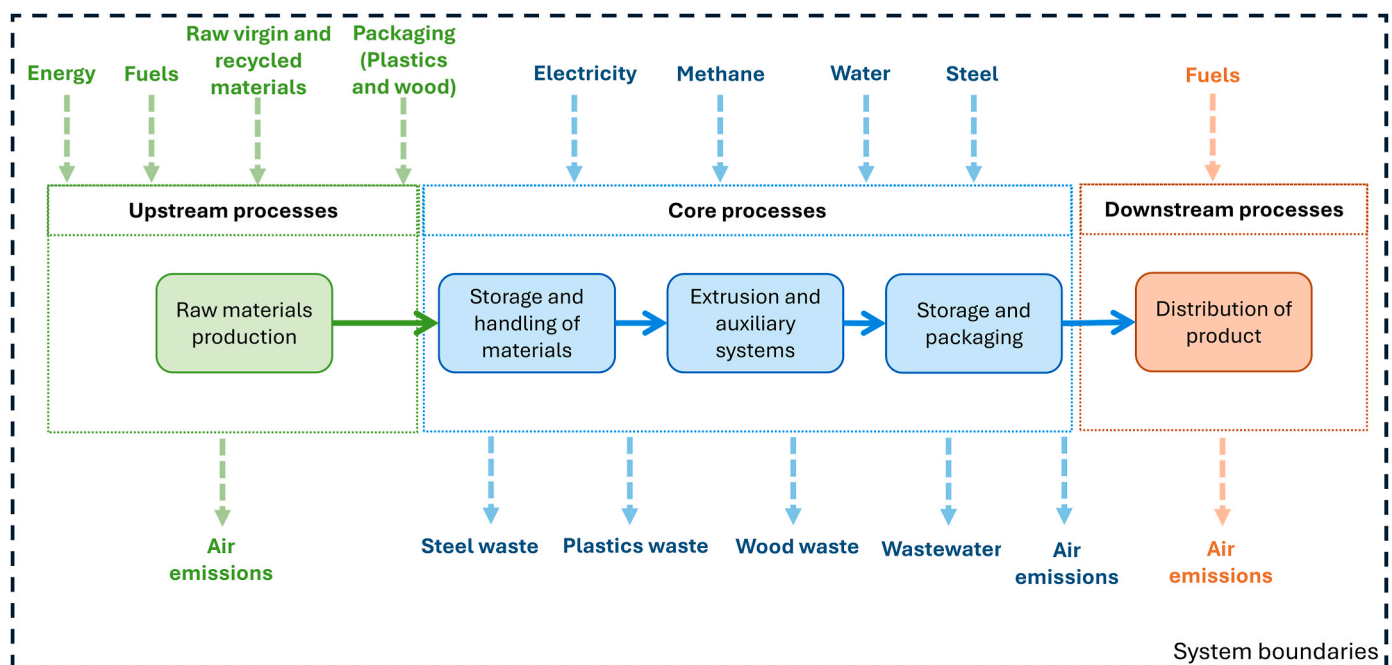 Energy
Fuels
Raw virgin and
recycled
materials
Packaging
(Plastics
and wood)
Electricity
Methane
Water
Steel
Fuels
Upstream processes
Core processes
Downstream processes
Raw materials
production
Storage and
handling of
materials
Extrusion and
auxiliary
systems
Storage and
packaging
Distribution of
product
Air
emissions
Steel waste
Plastics waste
Wood waste
Wastewater
Air
emissions
Air
emissions
System boundaries